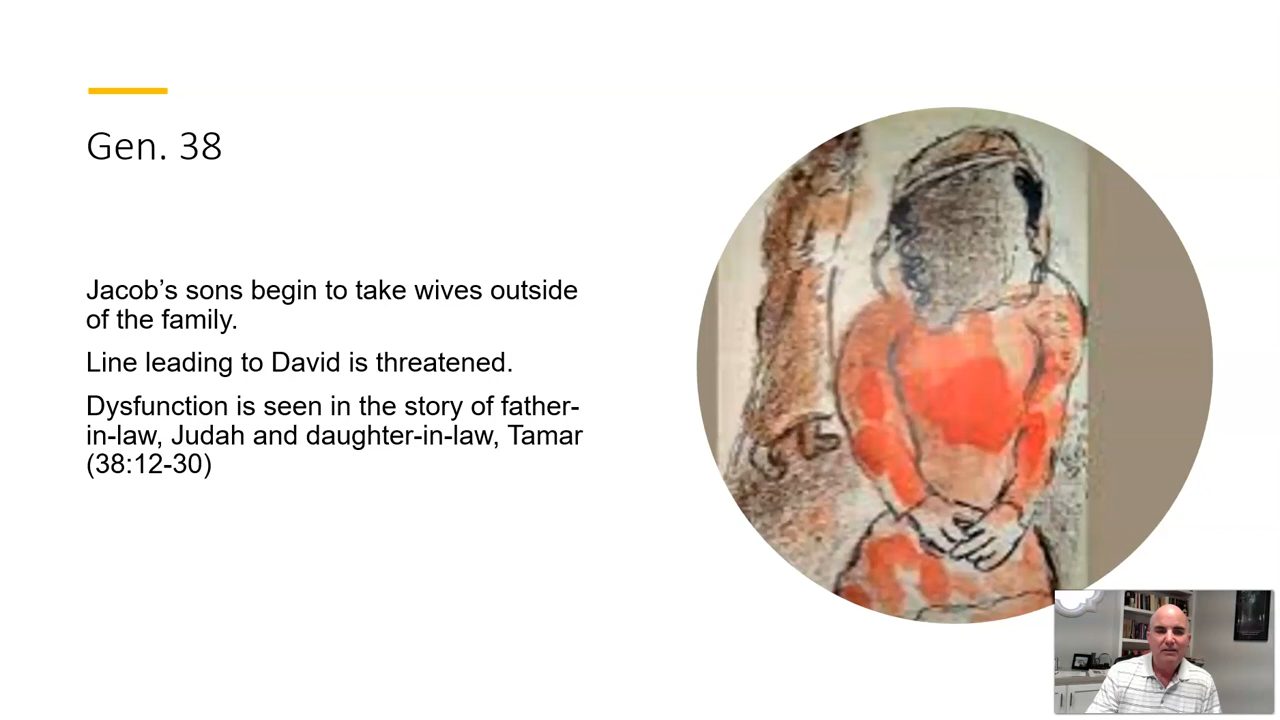 Gen. 38
Jacob’s sons begin to take wives outside
of the family.
Line leading to David is threatened.
Dysfunction is seen in the story of father-
in-law, Judah and daughter-in-law, Tamar
(38:12-30)